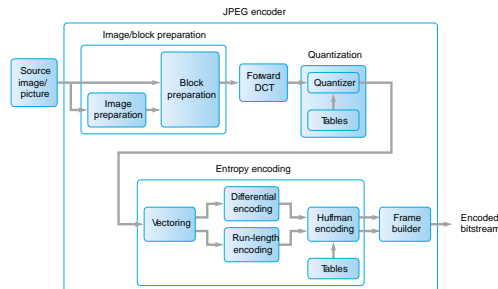 JPEG encoder
Image/block preparation
Source
image/
picture
Image
preparation
Block
preparation
Forward
DCT
Quantization
Quantizer
Tables
Entropy encoding
Vectoring
Differential
encoding
Run-length
encoding
Huffman
encoding
Tables
Frame
builder
Encoded
bitstream